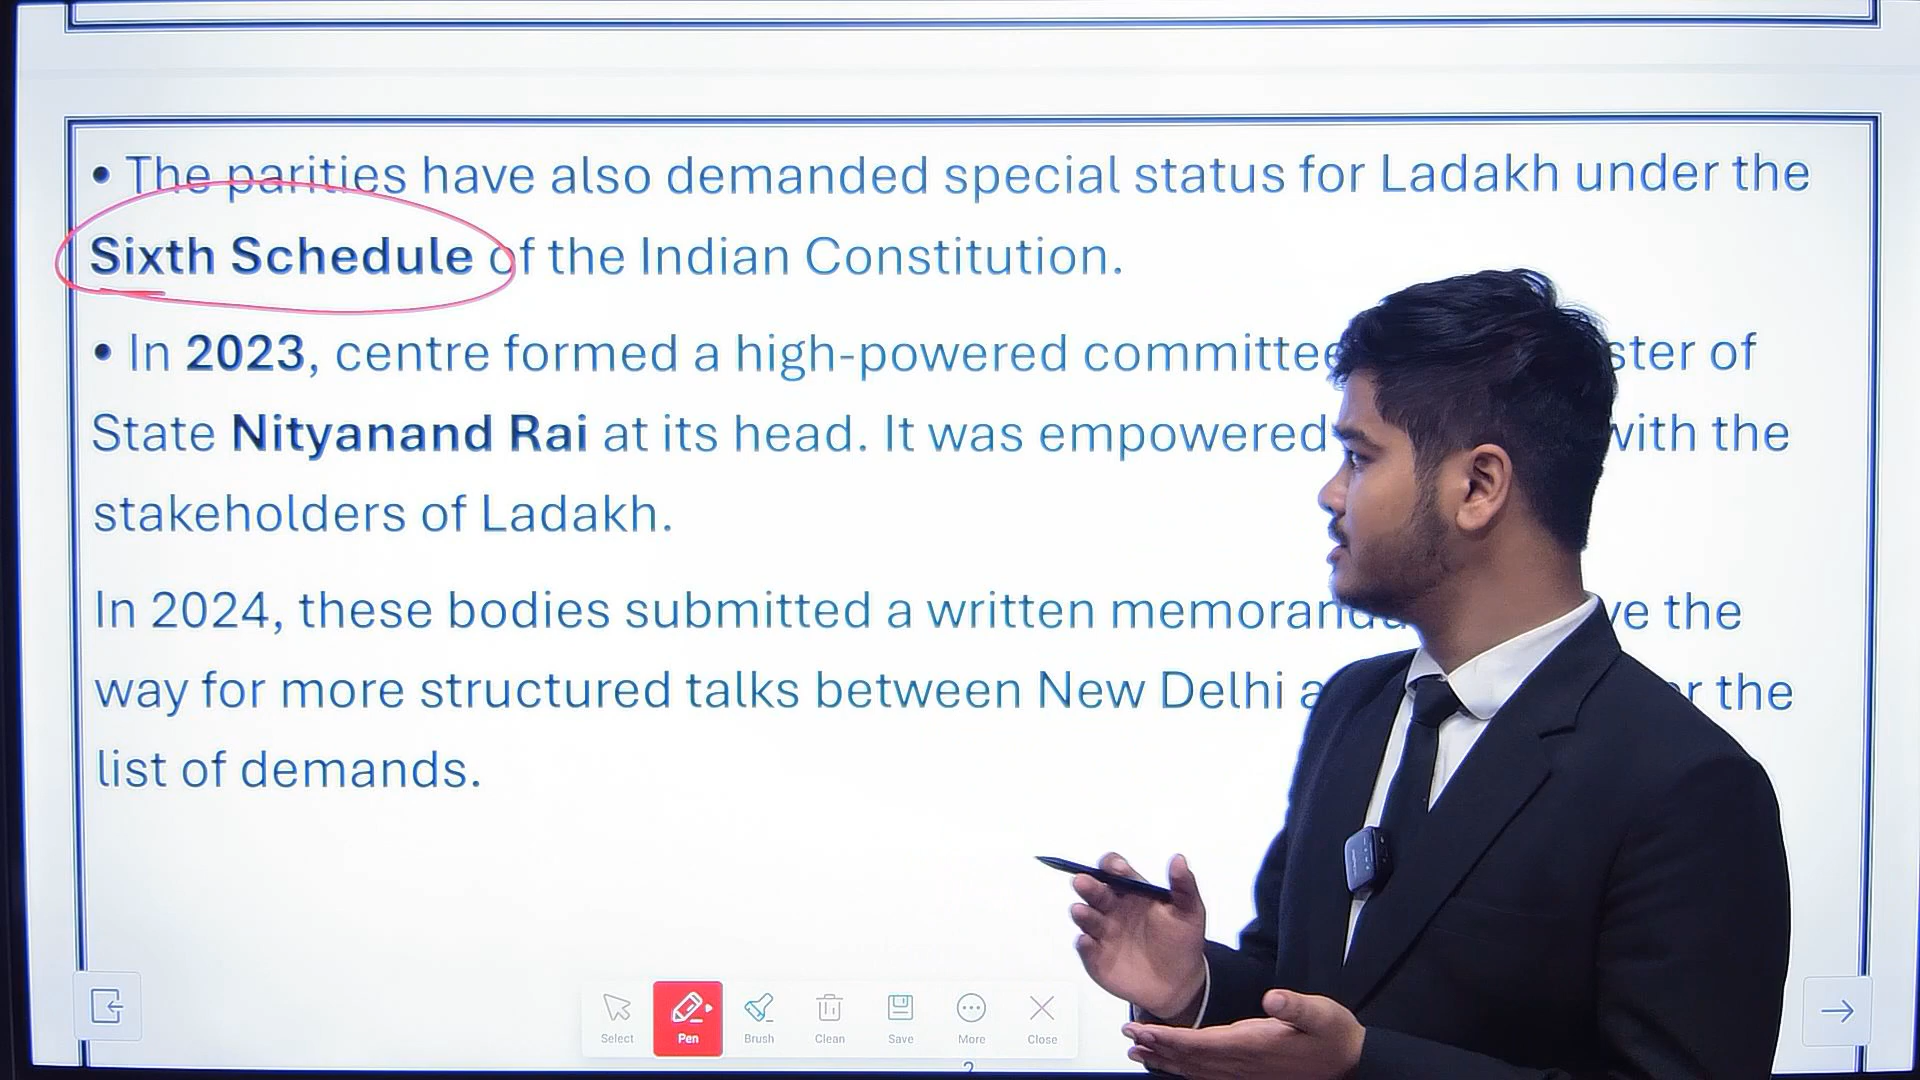 • The parities have also demanded special status for Ladakh under the
Sixth Schedule of the Indian Constitution.
• In 2023, centre formed a high-powered committee ster of
State Nityanand Rai at its head. It was empowered with the
stakeholders of Ladakh.
In 2024, these bodies submitted a written the
way for more structured talks between New Delhi the
list of demands.
Select Pen Brush Clean Save More Close